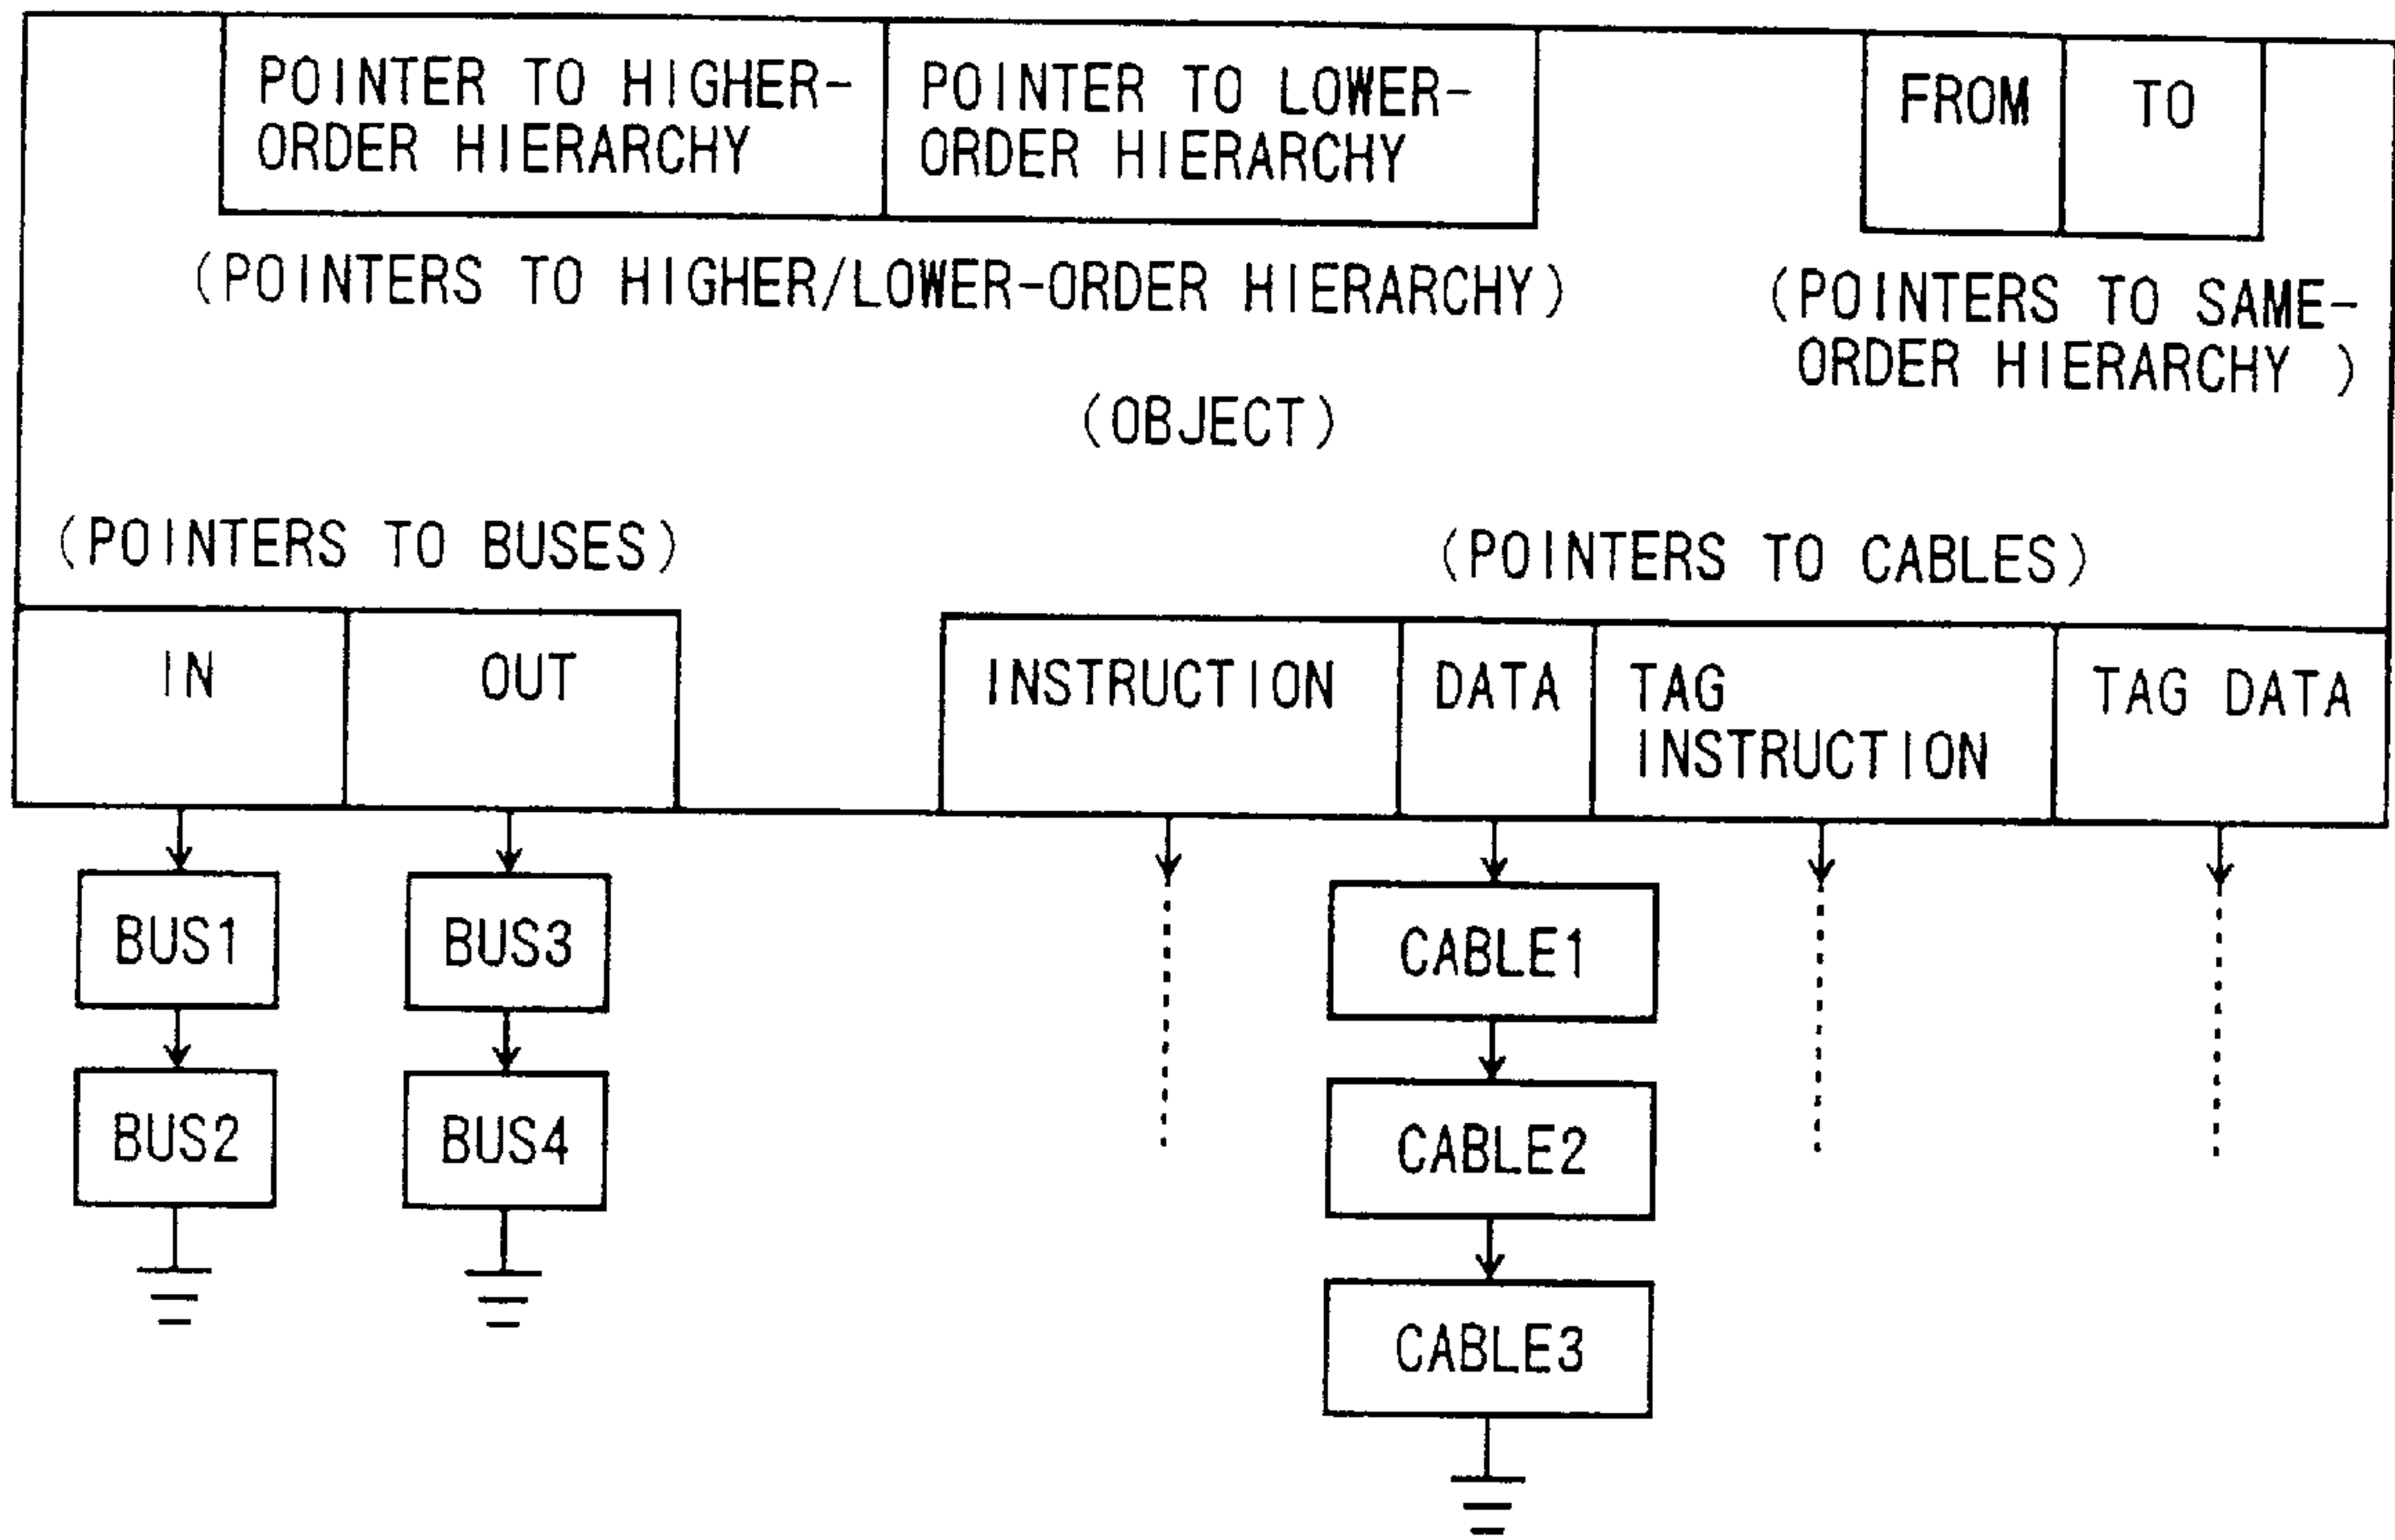 POINTER TO HIGHER-
ORDER HIERARCHY
POINTER TO LOWER-
ORDER HIERARCHY
FROM
TO
(POINTERS TO HIGHER/LOWER-ORDER HIERARCHY)
(POINTERS TO SAME-
ORDER HIERARCHY )
(OBJECT)
(POINTERS TO BUSES)
(POINTERS TO CABLES)
IN
OUT
INSTRUCTION
DATA
TAG
INSTRUCTION
TAG DATA
BUS1
BUS3
CABLE1
BUS2
BUS4
CABLE2
CABLE3